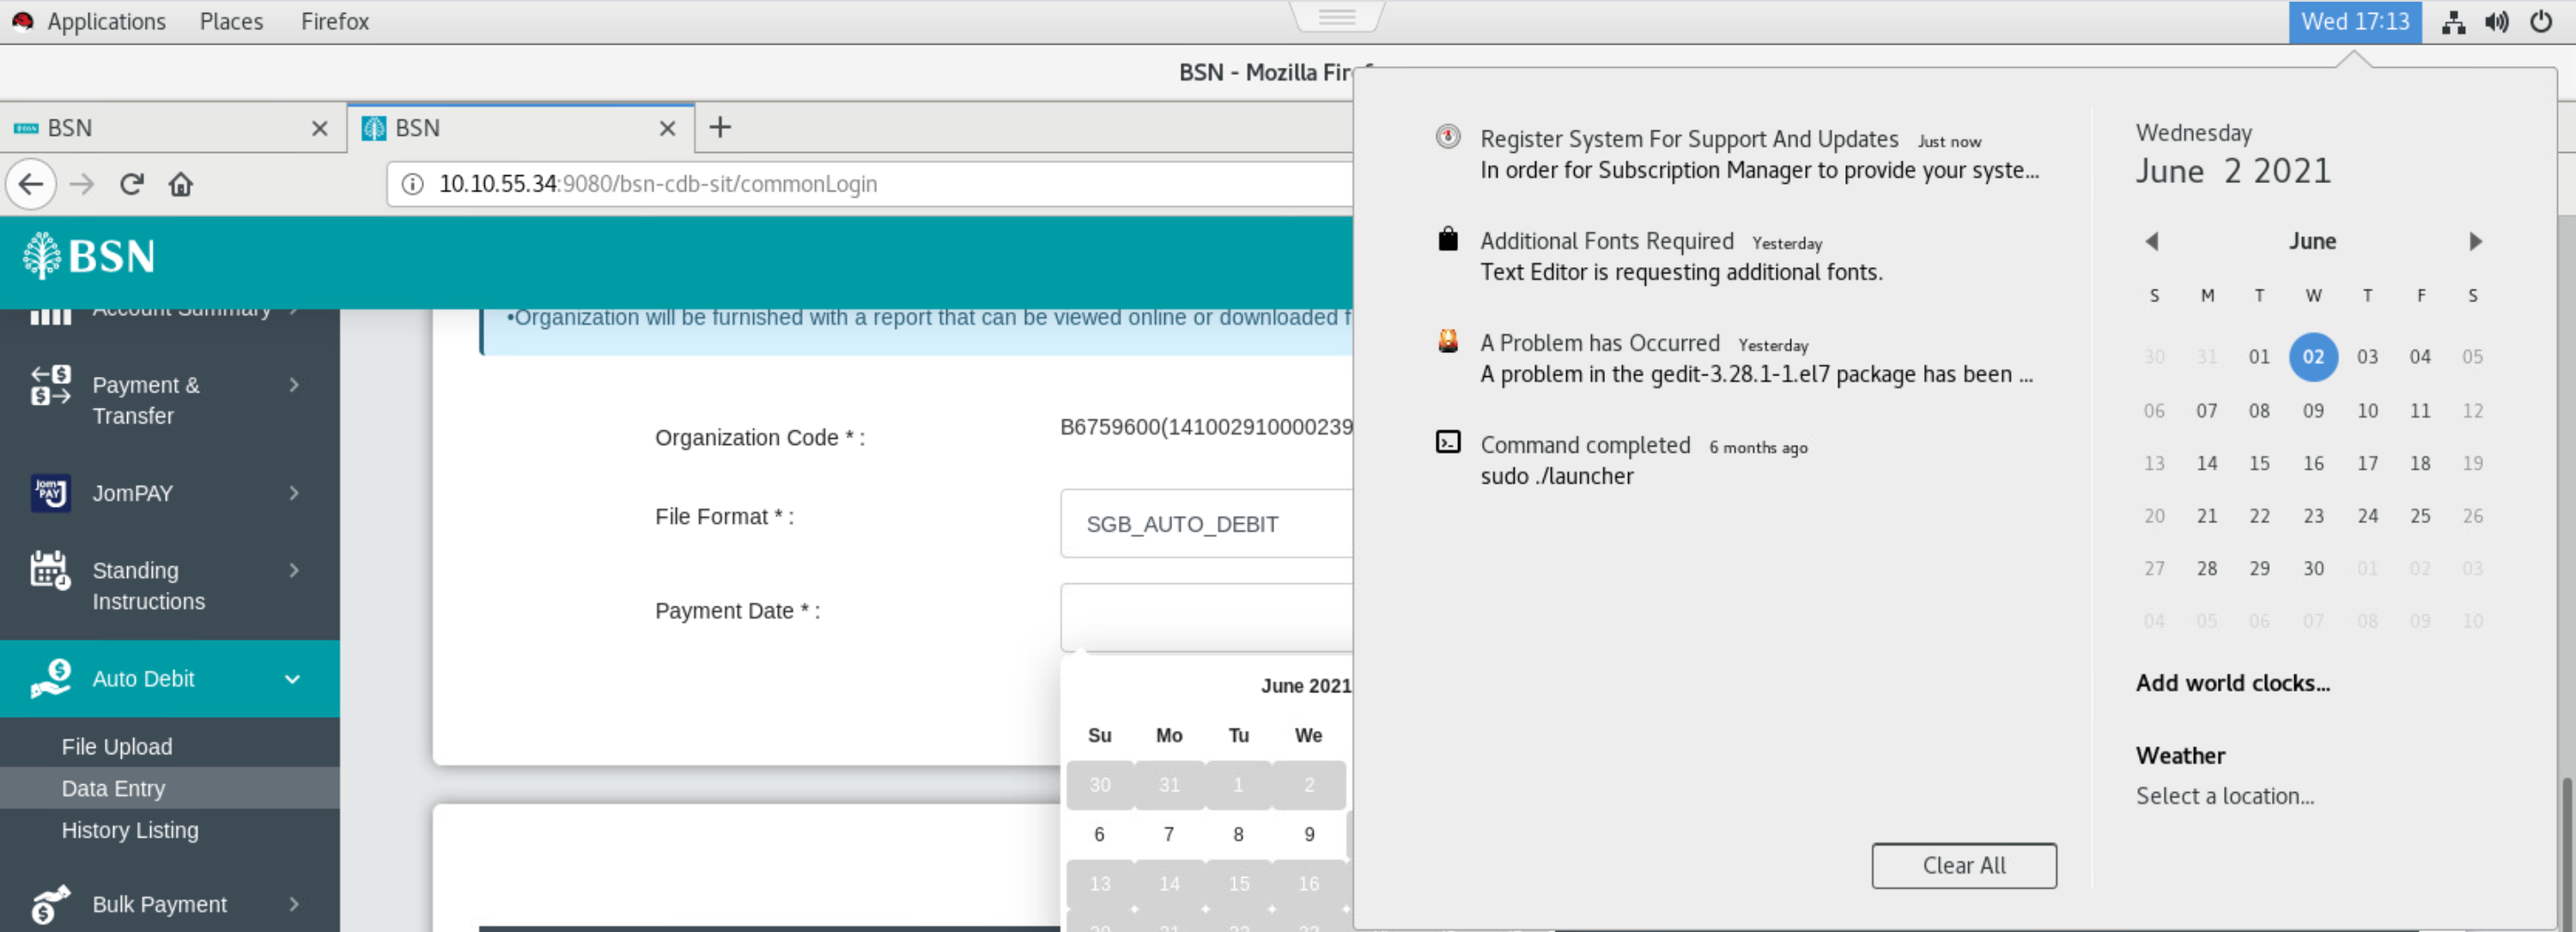 Applications Places Firefox Wed 17:13
BSN - Mozilla Firef
BSN BSN
10.10.55.34:9080/bsn-cdb-sit/commonLogin
BSN
Account Summary
Payment &
Transfer
JomPAY
JomPAY
Standing
Instructions
Auto Debit
File Upload
Data Entry
History Listing
Bulk Payment
•Organization will be furnished with a report that can be viewed online or downloaded f
Organization Code * : B6759600(141002910000239
File Format * : SGB_AUTO_DEBIT
Payment Date * :
June 2021
Su Mo Tu We
30 31 1 2
6 7 8 9
13 14 15 16
20 21 22 23
Register System For Support And Updates Just now
In order for Subscription Manager to provide your syste...
Additional Fonts Required Yesterday
Text Editor is requesting additional fonts.
A Problem has Occurred Yesterday
A problem in the gedit-3.28.1-1.el7 package has been ...
Command completed 6 months ago
sudo ./launcher
Clear All
Wednesday
June 2 2021
June
S M T W T F S
30 31 01 02 03 04 05
06 07 08 09 10 11 12
13 14 15 16 17 18 19
20 21 22 23 24 25 26
27 28 29 30 01 02 03
04 05 06 07 08 09 10
Add world clocks...
Weather
Select a location...